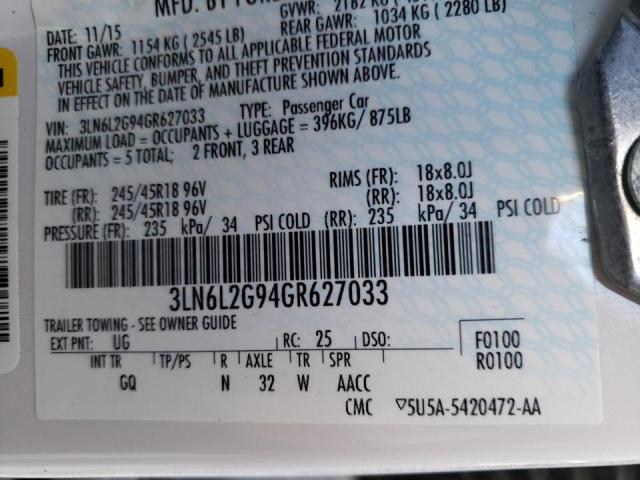 MFD. BY
DATE: 11/15 GVWR: 2182 KG
FRONT GAWR: 1154 KG (2545 LB) REAR GAWR: 1034 KG (2280 LB)
THIS VEHICLE CONFORMS TO ALL APPLICABLE FEDERAL MOTOR
VEHICLE SAFETY, BUMPER, AND THEFT PREVENTION STANDARDS
IN EFFECT ON THE DATE OF MANUFACTURE SHOWN ABOVE.
VIN: 3LN6L2G94GR627033 TYPE: Passenger Car
MAXIMUM LOAD = OCCUPANTS + LUGGAGE = 396KG/ 875LB
OCCUPANTS = 5 TOTAL; 2 FRONT, 3 REAR
TIRE (FR): 245/45R18 96V RIMS (FR): 18x8.0J
(RR): 245/45R18 96V (RR): 18x8.0J
PRESSURE (FR): 235 kPa/ 34 PSI COLD (RR): 235 kPa/ 34 PSI COLD
3LN6L2G94GR627033
TRAILER TOWING - SEE OWNER GUIDE
EXT PNT: UG RC: 25 DSO: F0100
INT TR TP/PS R AXLE TR SPR R0100
GQ N 32 W AACC
CMC ▽5U5A-5420472-AA